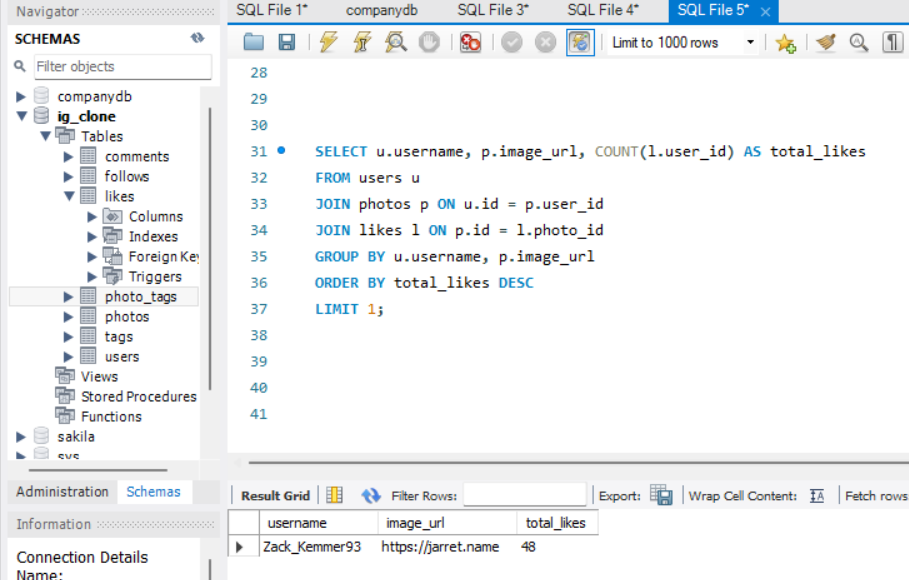 Navigator
SQL File 1* companydb SQL File 3* SQL File 4* SQL File 5*
SCHEMAS
Limit to 1000 rows
Filter objects
companydb
ig_clone
Tables
comments
follows
likes
Columns
Indexes
Foreign Key
Triggers
photo_tags
photos
tags
users
Views
Stored Procedures
Functions
sakila
sys
28
29
30
31 SELECT u.username, p.image_url, COUNT(l.user_id) AS total_likes
32 FROM users u
33 JOIN photos p ON u.id = p.user_id
34 JOIN likes l ON p.id = l.photo_id
35 GROUP BY u.username, p.image_url
36 ORDER BY total_likes DESC
37 LIMIT 1;
38
39
40
41
Administration Schemas
Information
Connection Details
Name:
Result Grid Filter Rows: Export: Wrap Cell Content: IA Fetch rows
username image_url total_likes
Zack_Kemmer93 https://jarret.name 48